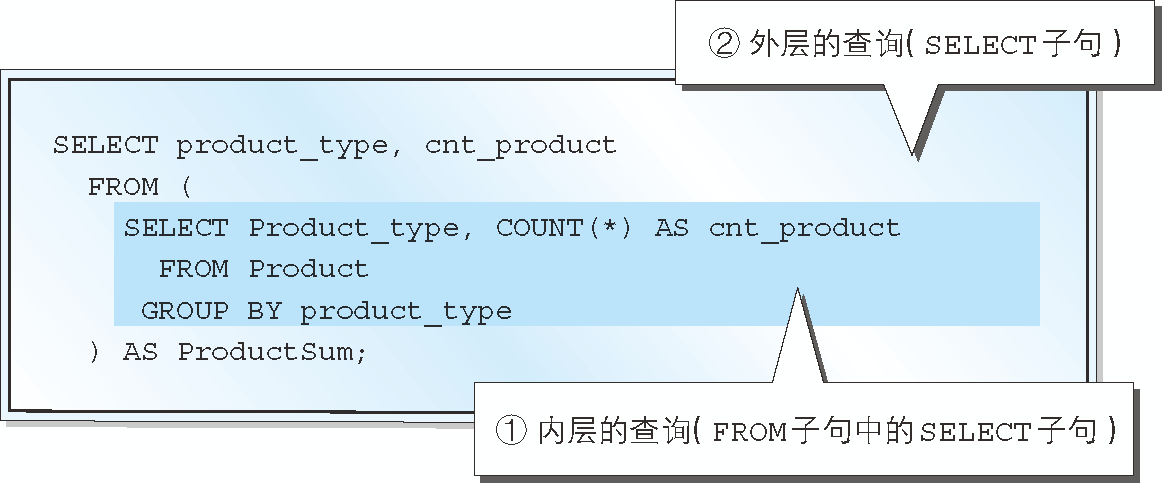 ② 外层的查询( SELECT子句 )
SELECT product_type, cnt_product
FROM (
SELECT Product_type, COUNT(*) AS cnt_product
FROM Product
GROUP BY product_type
) AS ProductSum;
① 内层的查询( FROM子句中的SELECT子句 )